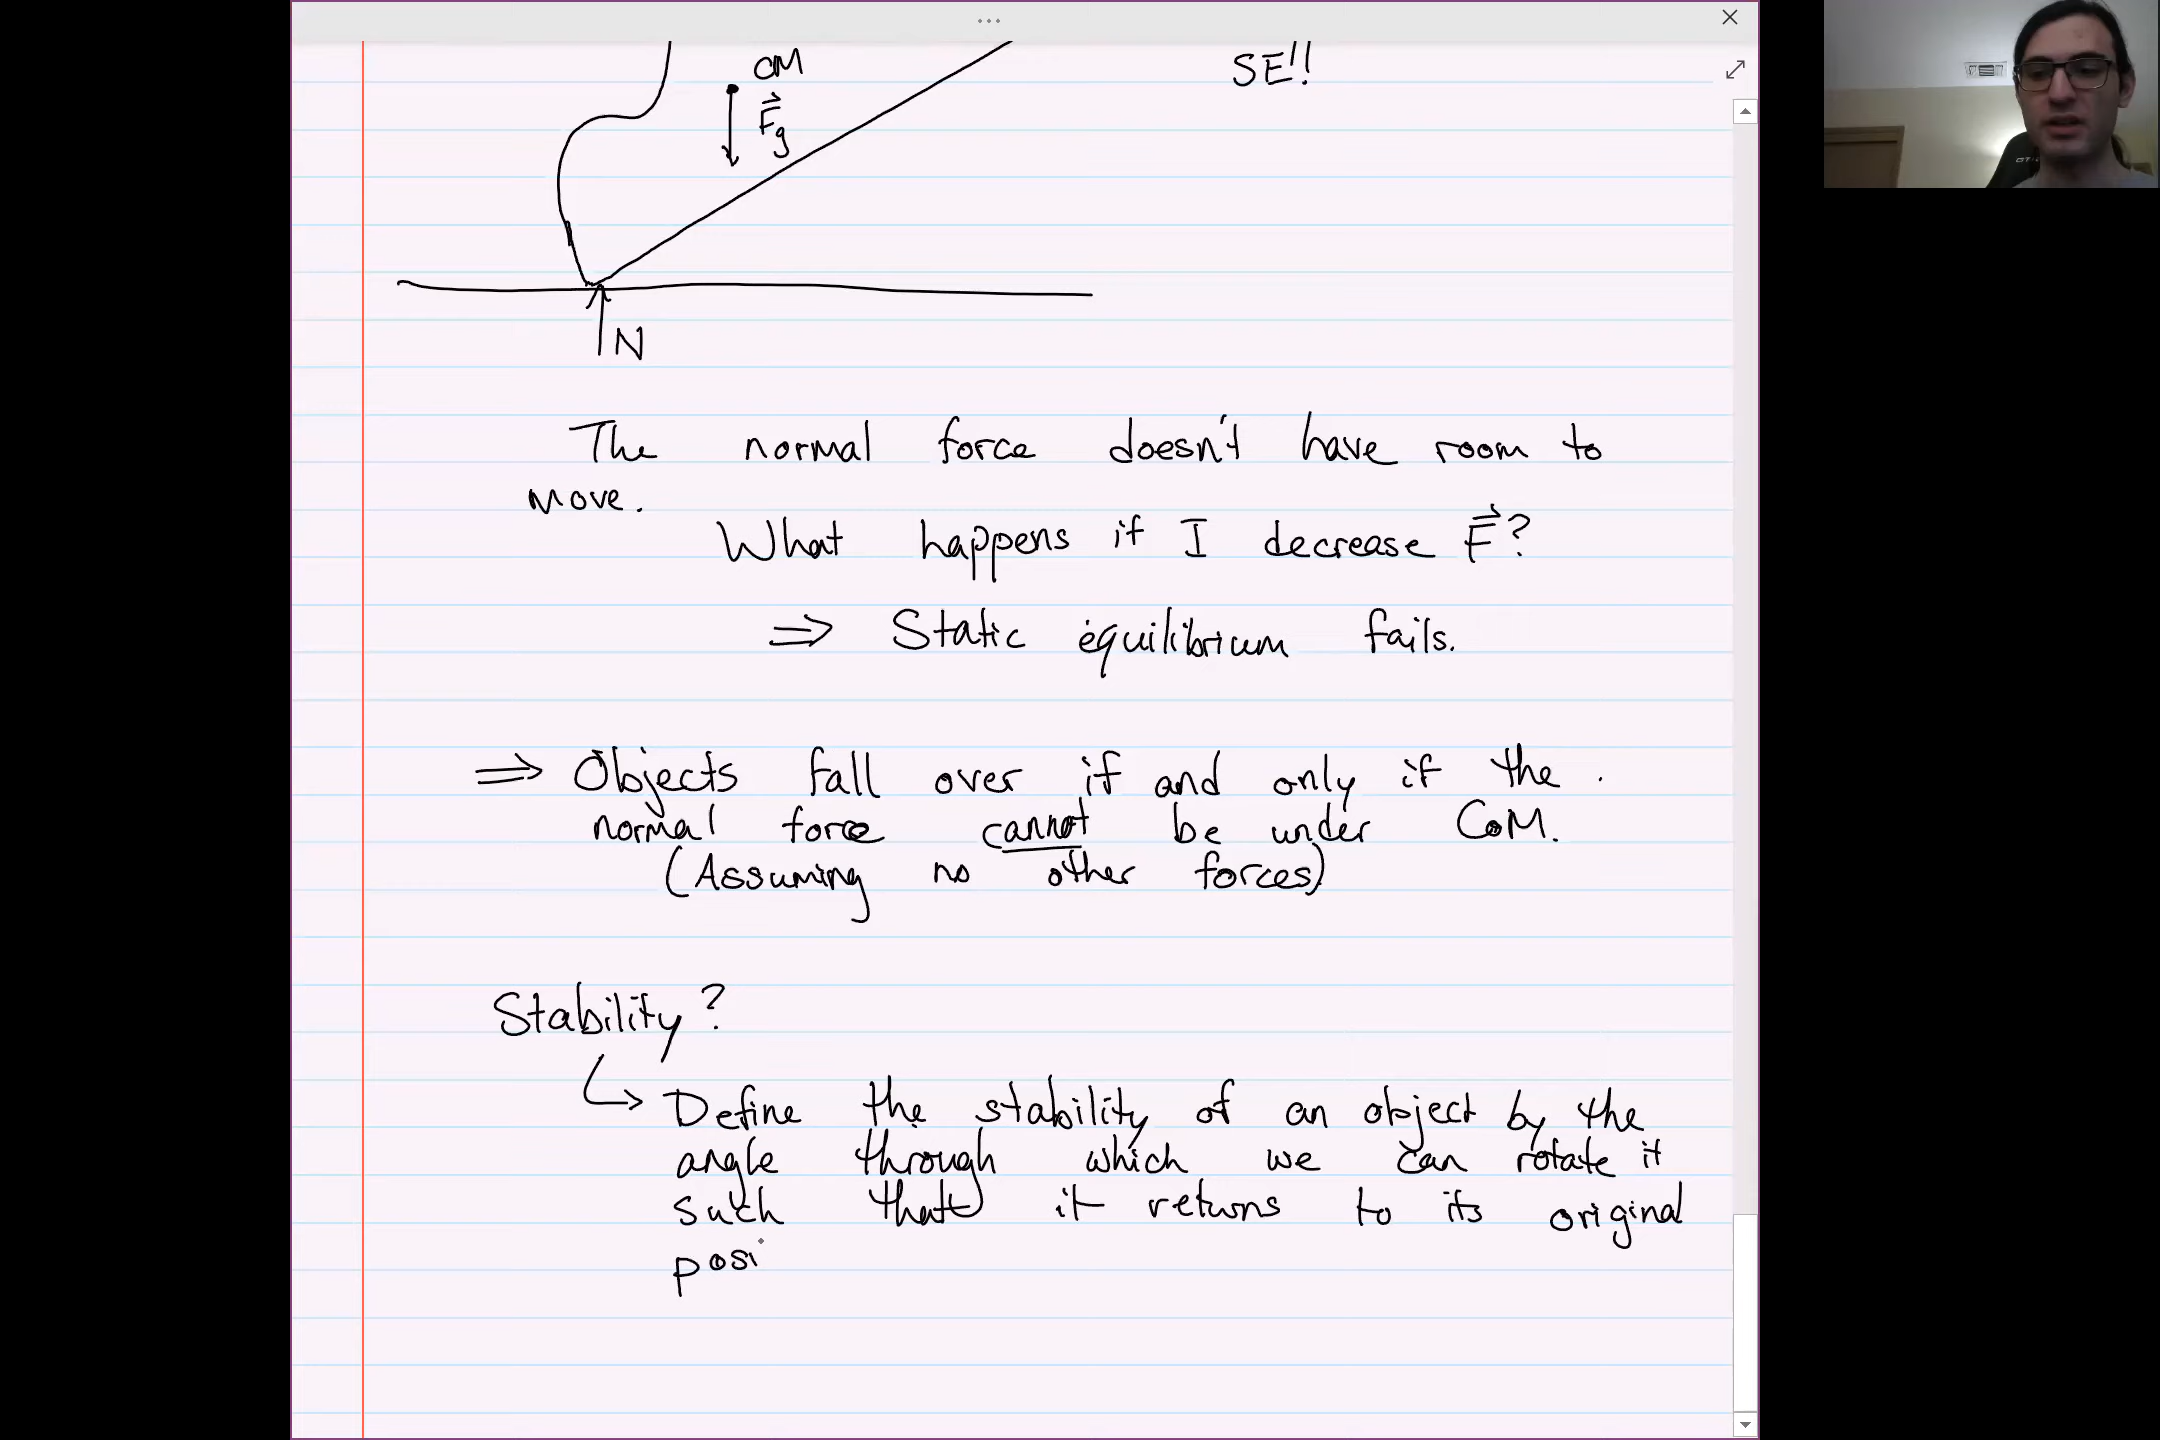 CM
SE!!
F⃗g
N
The normal force doesn't have room to
move.
What happens if I decrease F⃗?
⇒ Static equilibrium fails.
⇒ Objects fall over if and only if the
normal force cannot be under CoM.
(Assuming no other forces)
Stability?
↳ Define the stability of an object by the
angle through which we can rotate it
such that it returns to its original
posi